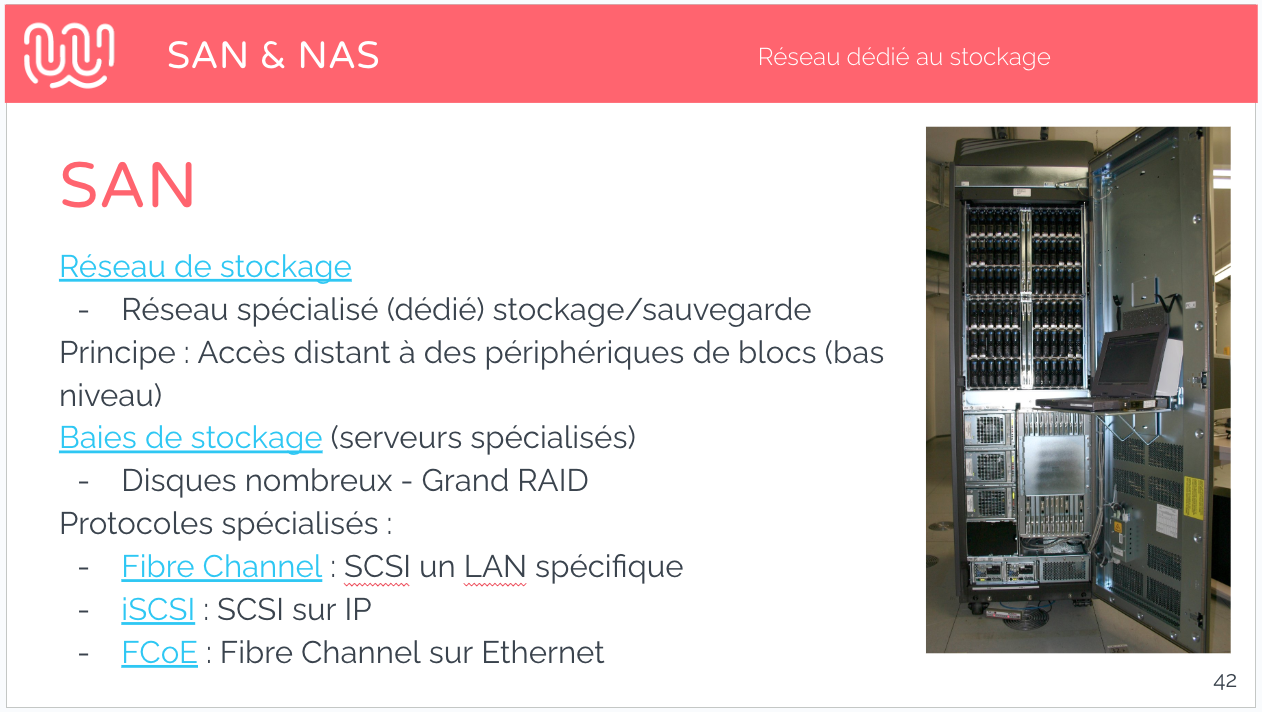 SAN & NAS
Réseau dédié au stockage
SAN
Réseau de stockage
- Réseau spécialisé (dédié) stockage/sauvegarde
Principe : Accès distant à des périphériques de blocs (bas
niveau)
Baies de stockage (serveurs spécialisés)
- Disques nombreux - Grand RAID
Protocoles spécialisés :
- Fibre Channel : SCSI un LAN spécifique
- iSCSI : SCSI sur IP
- FCoE : Fibre Channel sur Ethernet
42